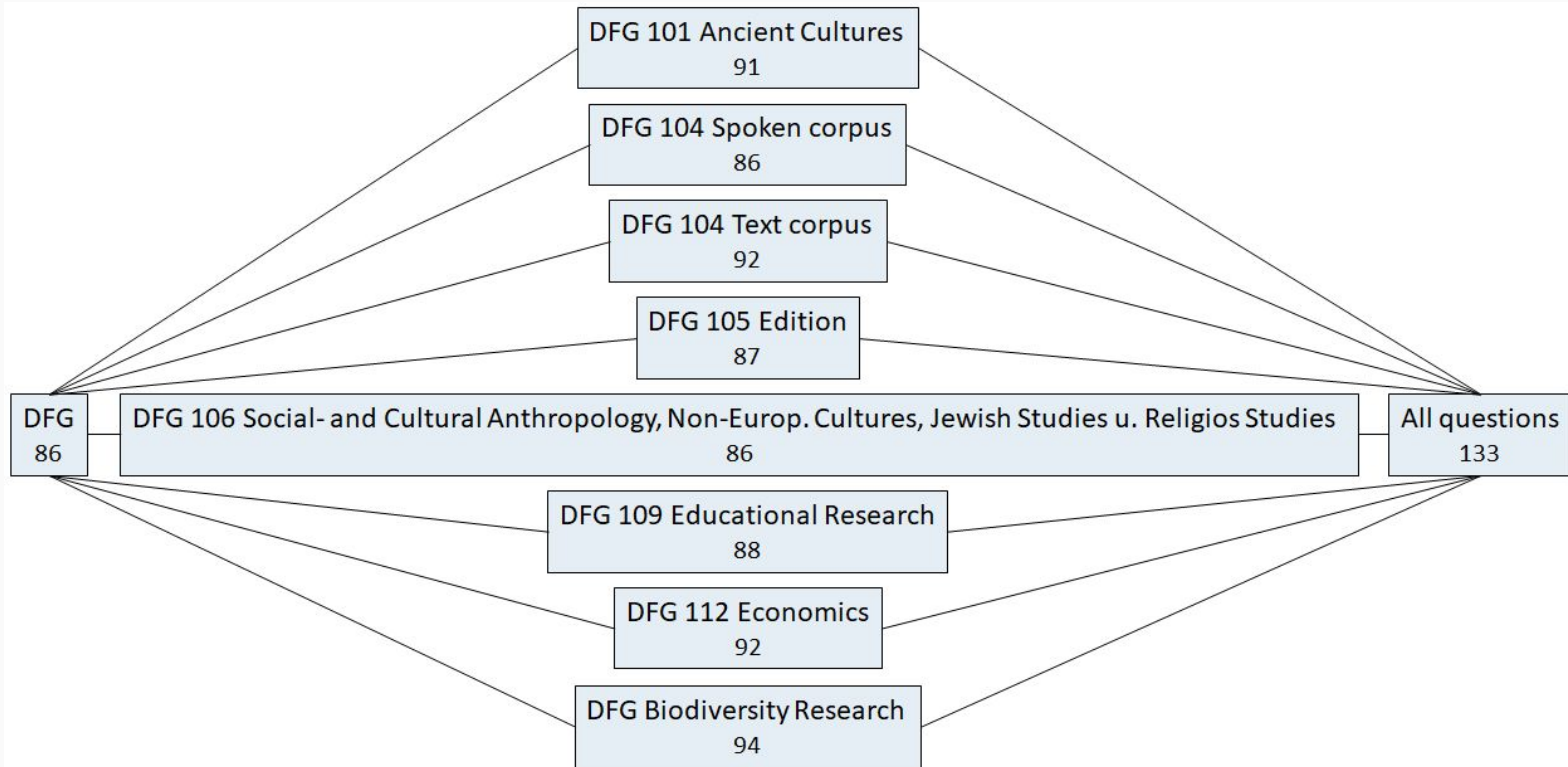 DFG 101 Ancient Cultures
91
DFG 104 Spoken corpus
86
DFG 104 Text corpus
92
DFG 105 Edition
87
DFG
86
DFG 106 Social- and Cultural Anthropology, Non-Europ. Cultures, Jewish Studies u. Religios Studies
86
All questions
133
DFG 109 Educational Research
88
DFG 112 Economics
92
DFG Biodiversity Research
94